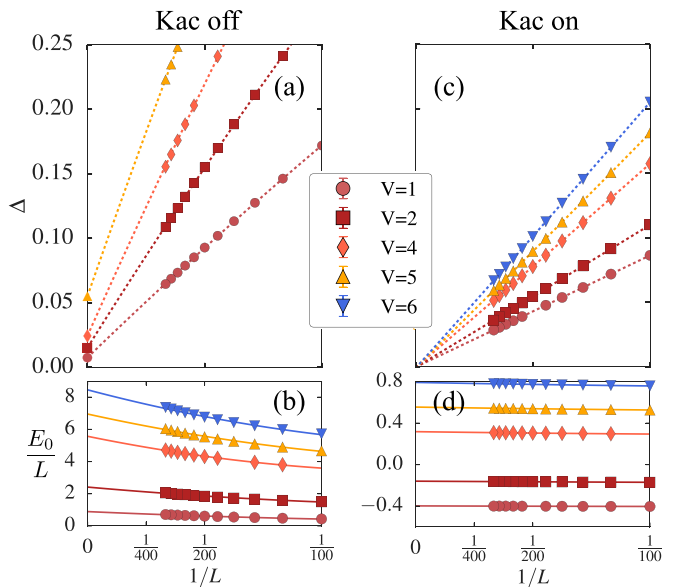 Kac off
Kac on
0.25
0.20
0.15
0.10
0.05
0.00
Δ
(a)
(c)
V=1
V=2
V=4
V=5
V=6
8
6
4
2
0
E₀/L
(b)
0.8
0.4
0.0
−0.4
(d)
0
1/400
1/200
1/100
1/L
0
1/400
1/200
1/100
1/L